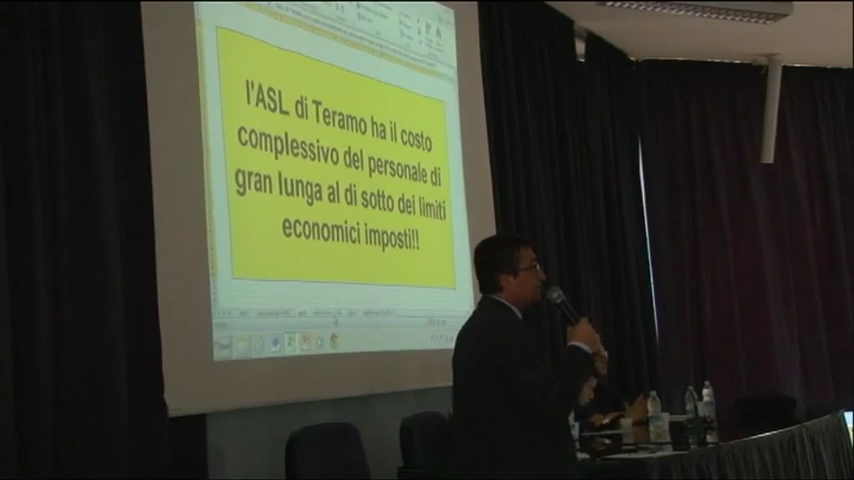 l'ASL di Teramo ha il costo
complessivo del personale di
gran lunga al di sotto dei limiti
economici imposti!!